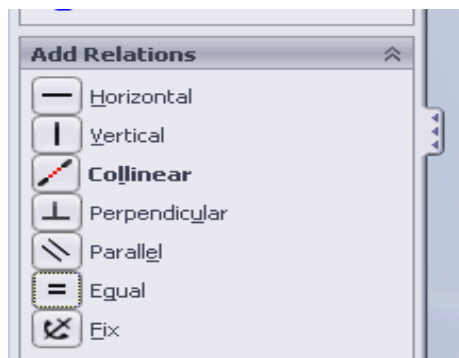 Add Relations
Horizontal
Vertical
Collinear
Perpendicular
Parallel
Equal
Fix